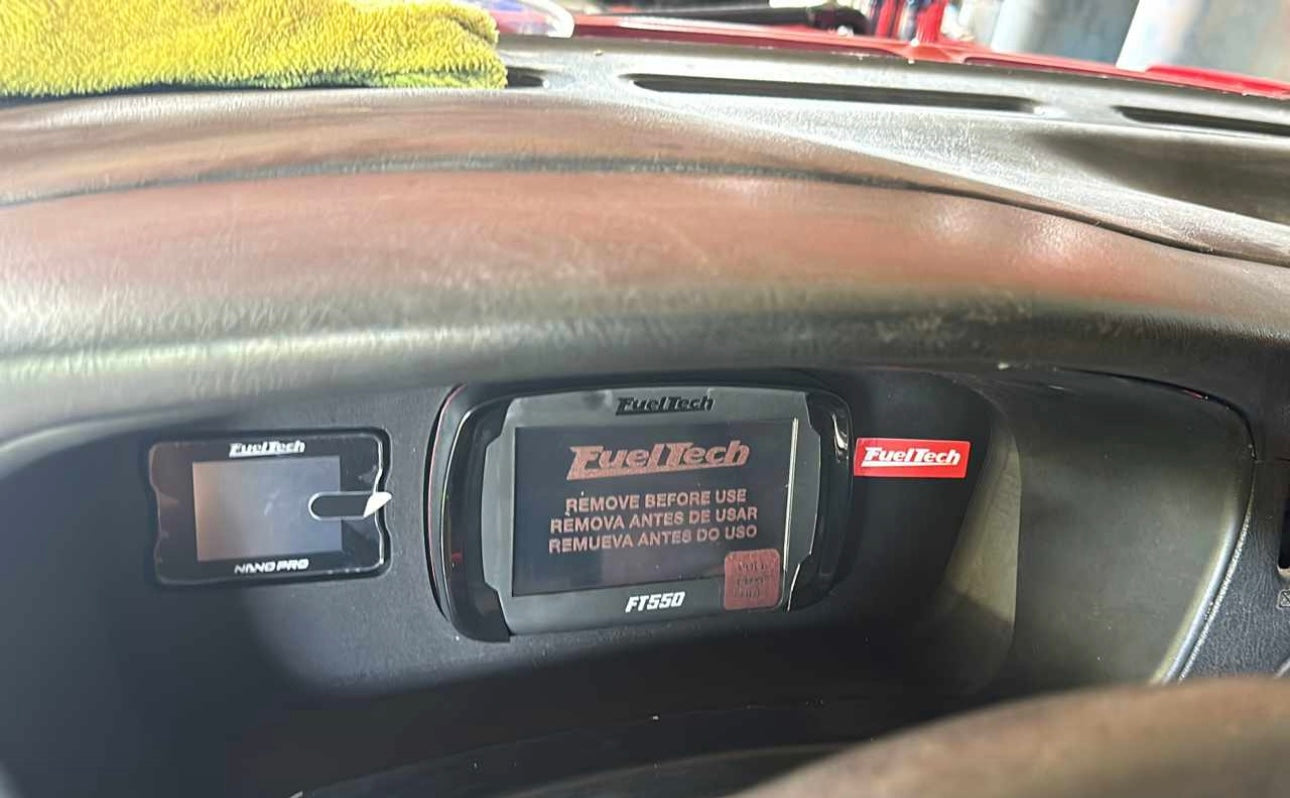 FuelTech
NANO PRO
FuelTech
FuelTech
REMOVE BEFORE USE
REMOVA ANTES DE USAR
REMUEVA ANTES DO USO
FT550
FuelTech